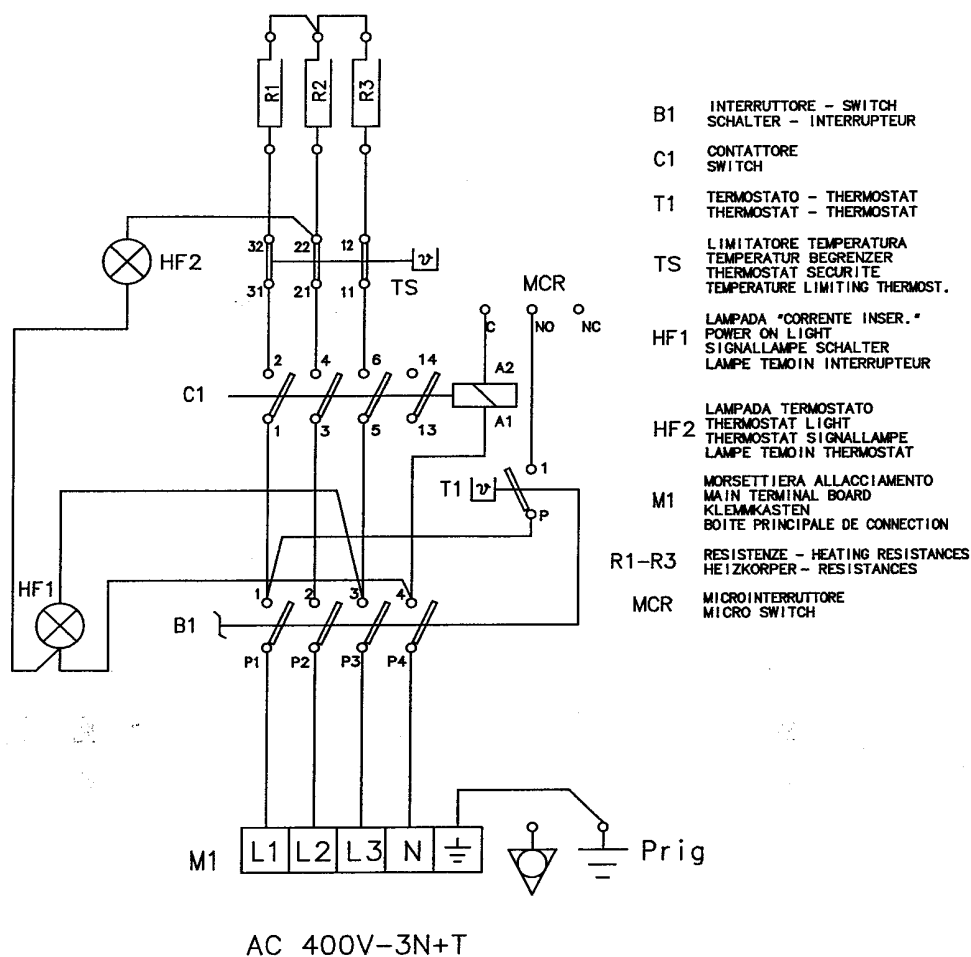 R1 R2 R3
HF2
32 22 12
31 21 11
TS
MCR
C NO NC
2 4 6 14
C1
A2
A1
1 3 5 13
T1
1
P
HF1
1 2 3 4
B1
P1 P2 P3 P4
M1 L1 L2 L3 N
Prig
AC 400V-3N+T
B1 INTERRUTTORE - SWITCH
SCHALTER - INTERRUPTEUR
C1 CONTATTORE
SWITCH
T1 TERMOSTATO - THERMOSTAT
THERMOSTAT - THERMOSTAT
TS LIMITATORE TEMPERATURA
TEMPERATUR BEGRENZER
THERMOSTAT SECURITE
TEMPERATURE LIMITING THERMOST.
HF1 LAMPADA "CORRENTE INSER."
POWER ON LIGHT
SIGNALLAMPE SCHALTER
LAMPE TEMOIN INTERRUPTEUR
HF2 LAMPADA TERMOSTATO
THERMOSTAT LIGHT
THERMOSTAT SIGNALLAMPE
LAMPE TEMOIN THERMOSTAT
M1 MORSETTIERA ALLACCIAMENTO
MAIN TERMINAL BOARD
KLEMMKASTEN
BOITE PRINCIPALE DE CONNECTION
R1-R3 RESISTENZE - HEATING RESISTANCES
HEIZKORPER - RESISTANCES
MCR MICROINTERRUTTORE
MICRO SWITCH